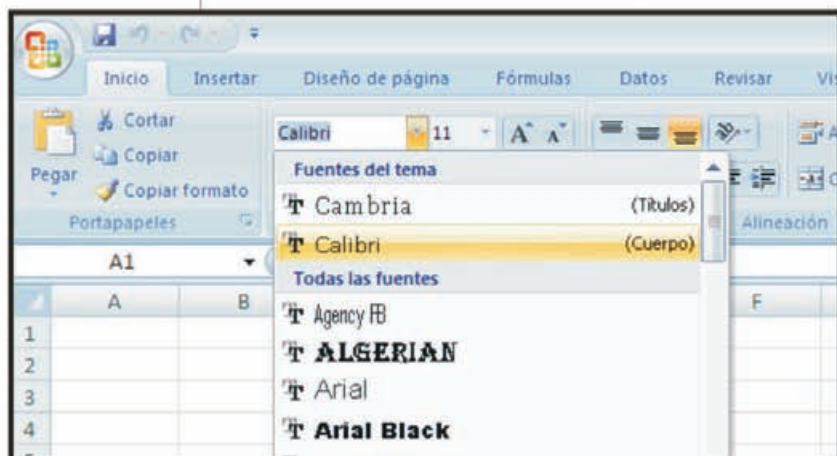 Inicio Insertar Diseño de página Fórmulas Datos Revisar
Cortar
Copiar
Pegar
Copiar formato
Portapapeles
Calibri 11 A A
Fuentes del tema
Cambria (Títulos)
Calibri (Cuerpo)
Todas las fuentes
Agency FB
ALGERIAN
Arial
Arial Black
Alineación
A1
A B F
1
2
3
4